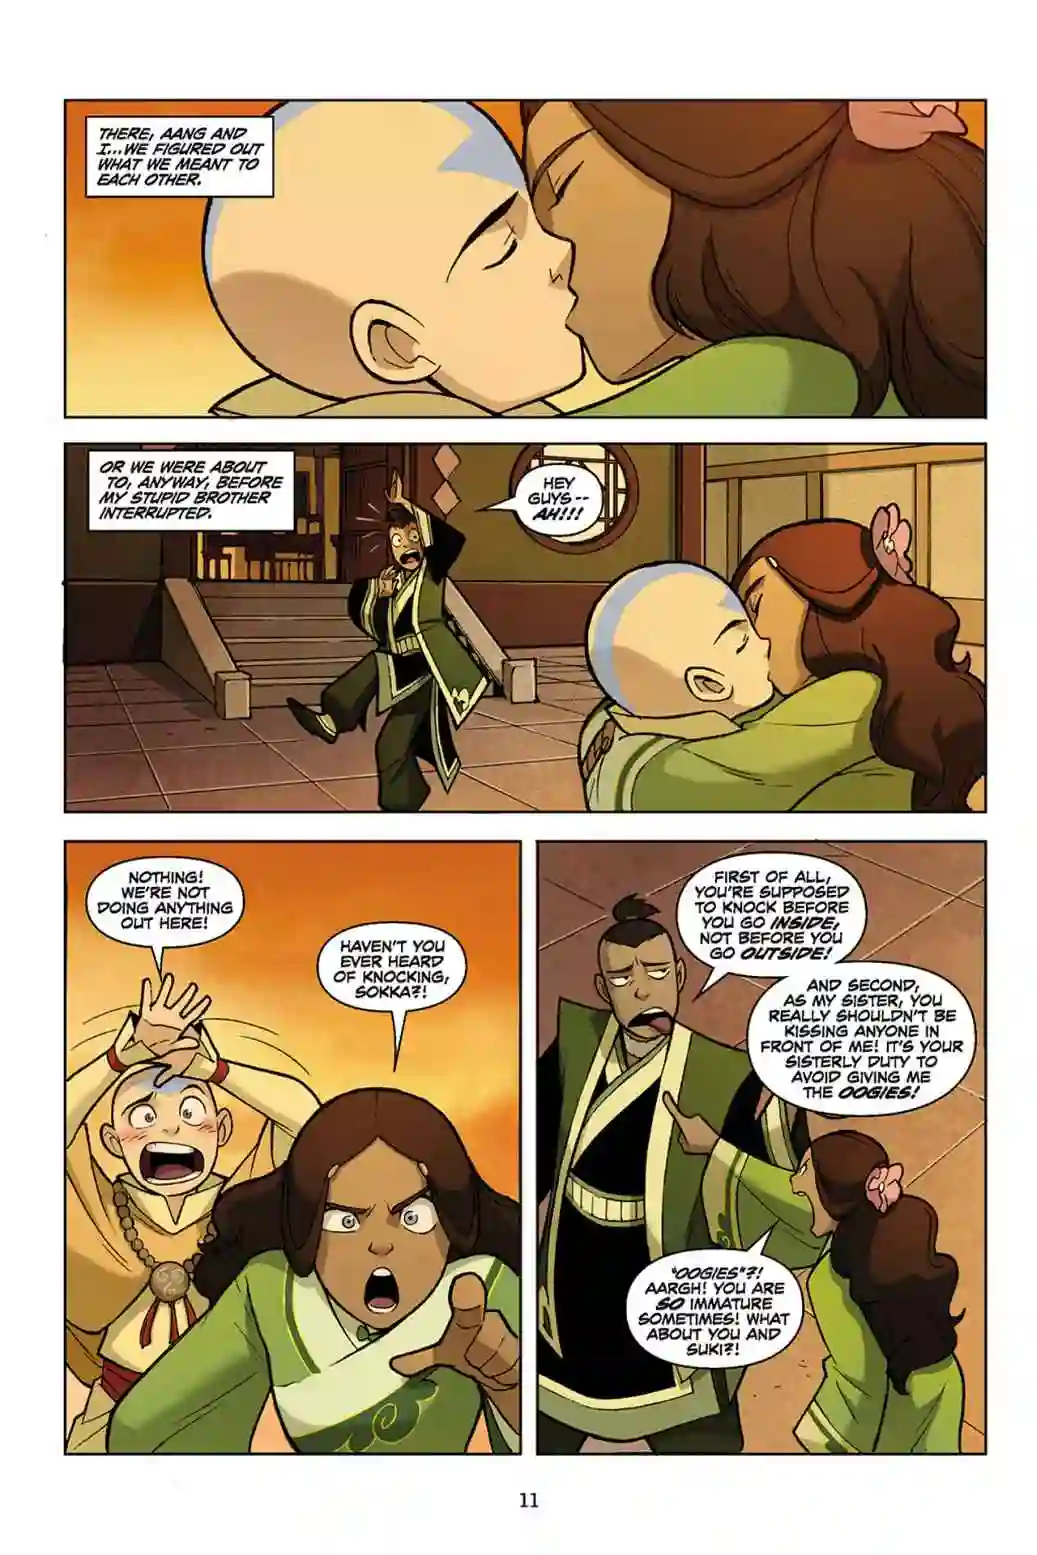 THERE, AANG AND
I...WE FIGURED OUT
WHAT WE MEANT TO
EACH OTHER.
OR WE WERE ABOUT
TO, ANYWAY, BEFORE
MY STUPID BROTHER
INTERRUPTED.
HEY
GUYS--
AH!!!
NOTHING!
WE'RE NOT
DOING ANYTHING
OUT HERE!
HAVEN'T YOU
EVER HEARD
OF KNOCKING,
SOKKA?!
FIRST OF ALL,
YOU'RE SUPPOSED
TO KNOCK BEFORE
YOU GO INSIDE,
NOT BEFORE YOU
GO OUTSIDE!
AND SECOND,
AS MY SISTER, YOU
REALLY SHOULDN'T BE
KISSING ANYONE IN
FRONT OF ME! IT'S YOUR
SISTERLY DUTY TO
AVOID GIVING ME
THE OOGIES!
"OOGIES"?!
AARGH! YOU ARE
SO IMMATURE
SOMETIMES! WHAT
ABOUT YOU AND
SUKI?!
11